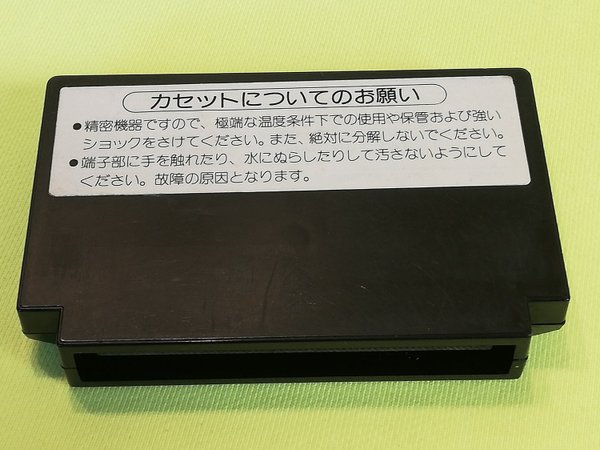 カセットについてのお願い
●精密機器ですので、極端な温度条件下での使用や保管および強い
ショックをさけてください。また、絶対に分解しないでください。
●端子部に手を触れたり、水にぬらしたりして汚さないようにして
ください。故障の原因となります。